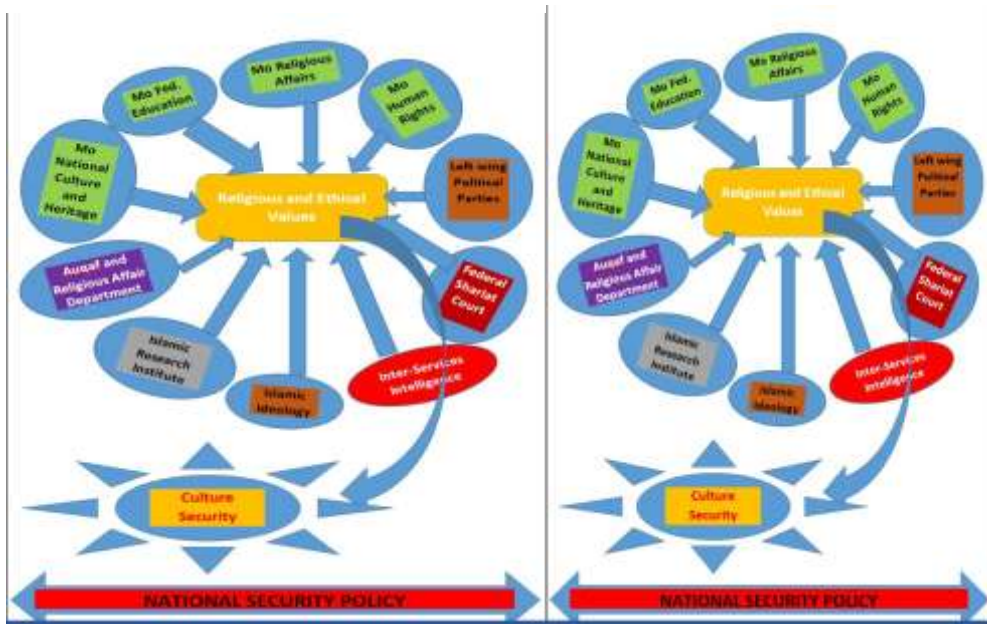 Mo Religious
Affairs
Mo Fed.
Education
Mo
Human
Rights
Mo
National
Culture
and
Heritage
Left wing
Political
Parties
Religious and Ethical
Values
Auqaf and
Religious Affair
Department
Federal
Shariat
Court
Islamic
Research
Institute
Inter-Services
Intelligence
Islamic
Ideology
Culture
Security
NATIONAL SECURITY POLICY
Mo Religious
Affairs
Mo Fed.
Education
Mo
Human
Rights
Mo
National
Culture
and
Heritage
Left wing
Political
Parties
Religious and Ethical
Values
Auqaf and
Religious Affair
Department
Federal
Shariat
Court
Islamic
Research
Institute
Inter-Services
Intelligence
Islamic
Ideology
Culture
Security
NATIONAL SECURITY POLICY